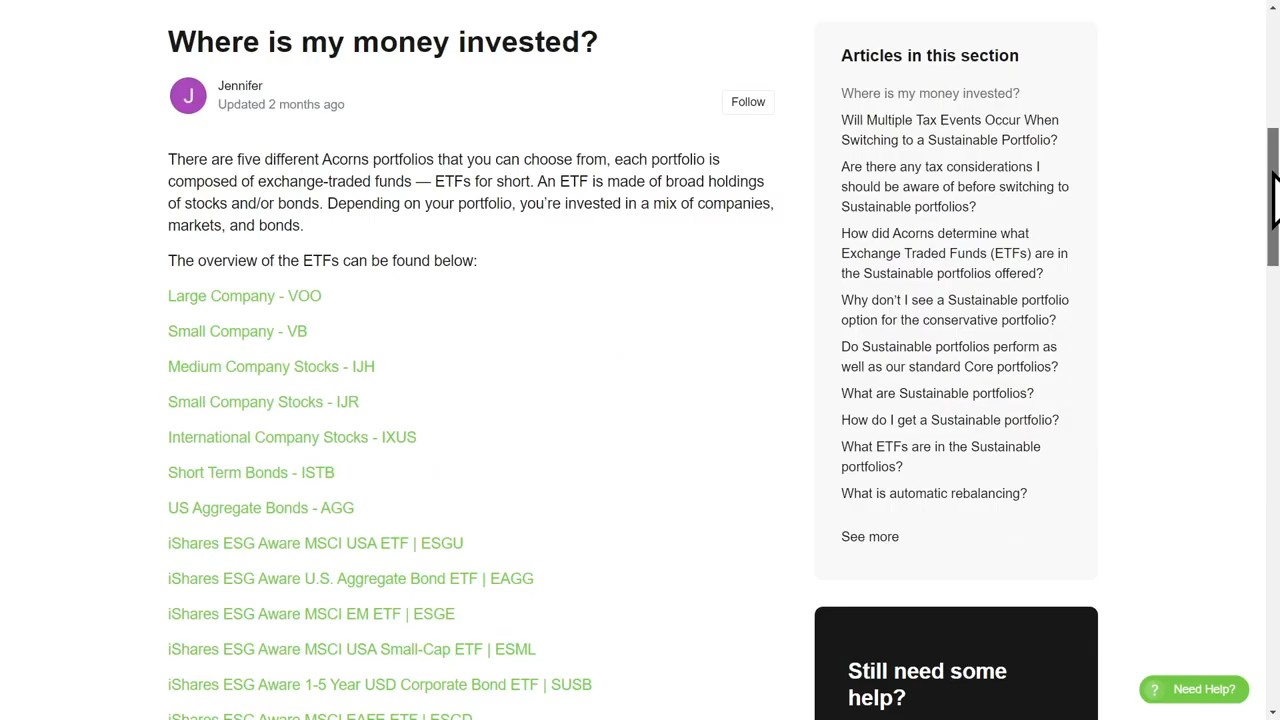 Where is my money invested?
J
Jennifer
Updated 2 months ago
Follow
There are five different Acorns portfolios that you can choose from, each portfolio is
composed of exchange-traded funds — ETFs for short. An ETF is made of broad holdings
of stocks and/or bonds. Depending on your portfolio, you’re invested in a mix of companies,
markets, and bonds.
The overview of the ETFs can be found below:
Large Company - VOO
Small Company - VB
Medium Company Stocks - IJH
Small Company Stocks - IJR
International Company Stocks - IXUS
Short Term Bonds - ISTB
US Aggregate Bonds - AGG
iShares ESG Aware MSCI USA ETF | ESGU
iShares ESG Aware U.S. Aggregate Bond ETF | EAGG
iShares ESG Aware MSCI EM ETF | ESGE
iShares ESG Aware MSCI USA Small-Cap ETF | ESML
iShares ESG Aware 1-5 Year USD Corporate Bond ETF | SUSB
iShares ESG Aware MSCI EAFE ETF | ESGD
Articles in this section
Where is my money invested?
Will Multiple Tax Events Occur When
Switching to a Sustainable Portfolio?
Are there any tax considerations I
should be aware of before switching to
Sustainable portfolios?
How did Acorns determine what
Exchange Traded Funds (ETFs) are in
the Sustainable portfolios offered?
Why don’t I see a Sustainable portfolio
option for the conservative portfolio?
Do Sustainable portfolios perform as
well as our standard Core portfolios?
What are Sustainable portfolios?
How do I get a Sustainable portfolio?
What ETFs are in the Sustainable
portfolios?
What is automatic rebalancing?
See more
Still need some
help?
? Need Help?